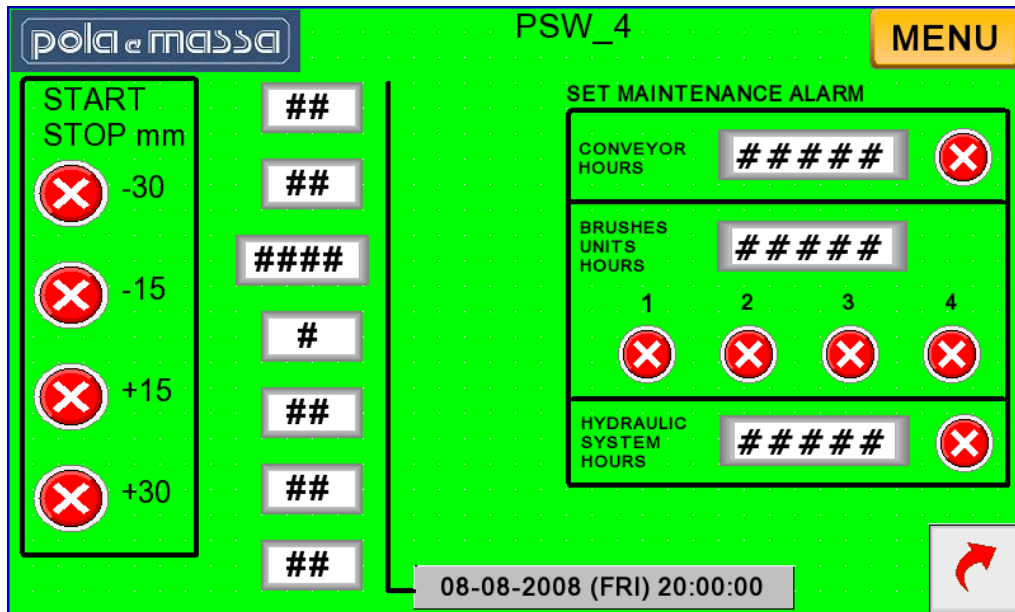 pola e massa
PSW_4
MENU
START
STOP mm
-30
-15
+15
+30
##
##
####
#
##
##
##
SET MAINTENANCE ALARM
CONVEYOR
HOURS
#####
BRUSHES
UNITS
HOURS
#####
1 2 3 4
HYDRAULIC
SYSTEM
HOURS
#####
08-08-2008 (FRI) 20:00:00